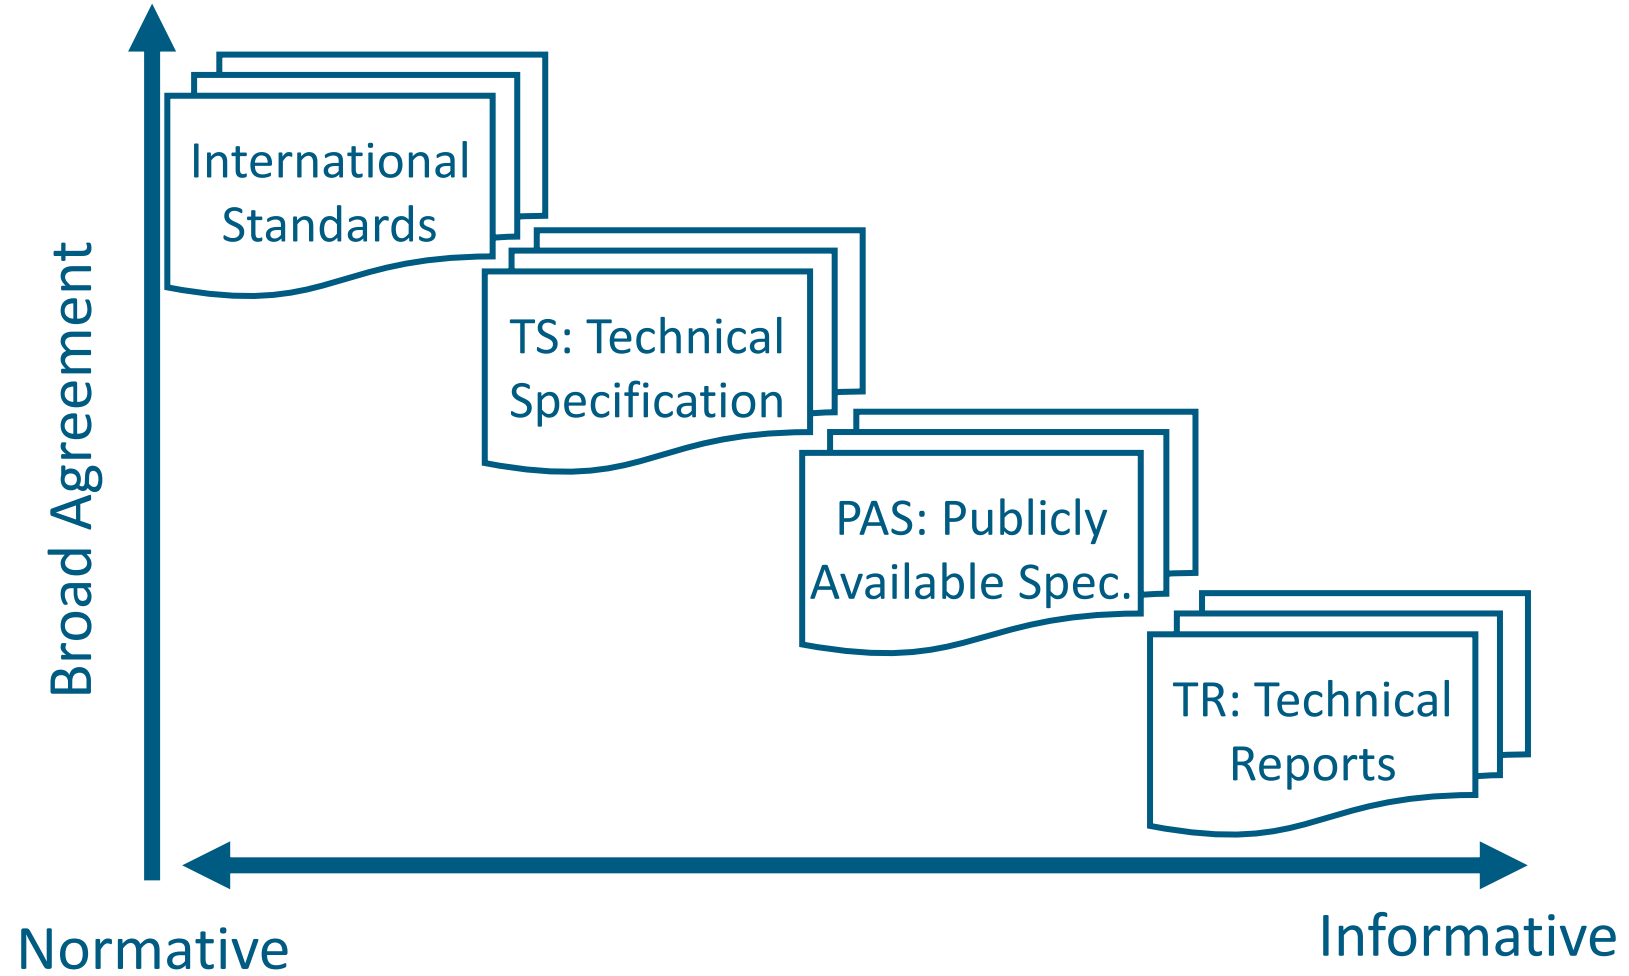 International
Standards
TS: Technical
Specification
PAS: Publicly
Available Spec.
TR: Technical
Reports
Broad Agreement
Normative
Informative